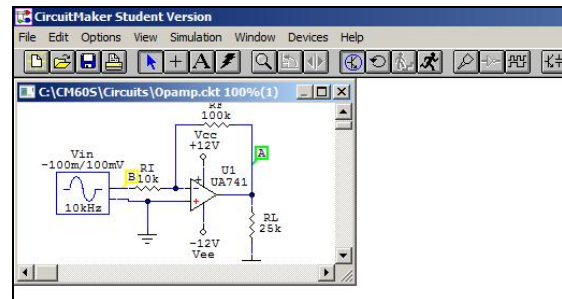 CircuitMaker Student Version
File Edit Options View Simulation Window Devices Help
C:\CM60S\Circuits\Opamp.ckt 100%(1)
RF
100k
Vcc
+12V
A
Vin
-100m/100mV
B
RI
10k
U1
UA741
10kHz
RL
25k
-12V
Vee